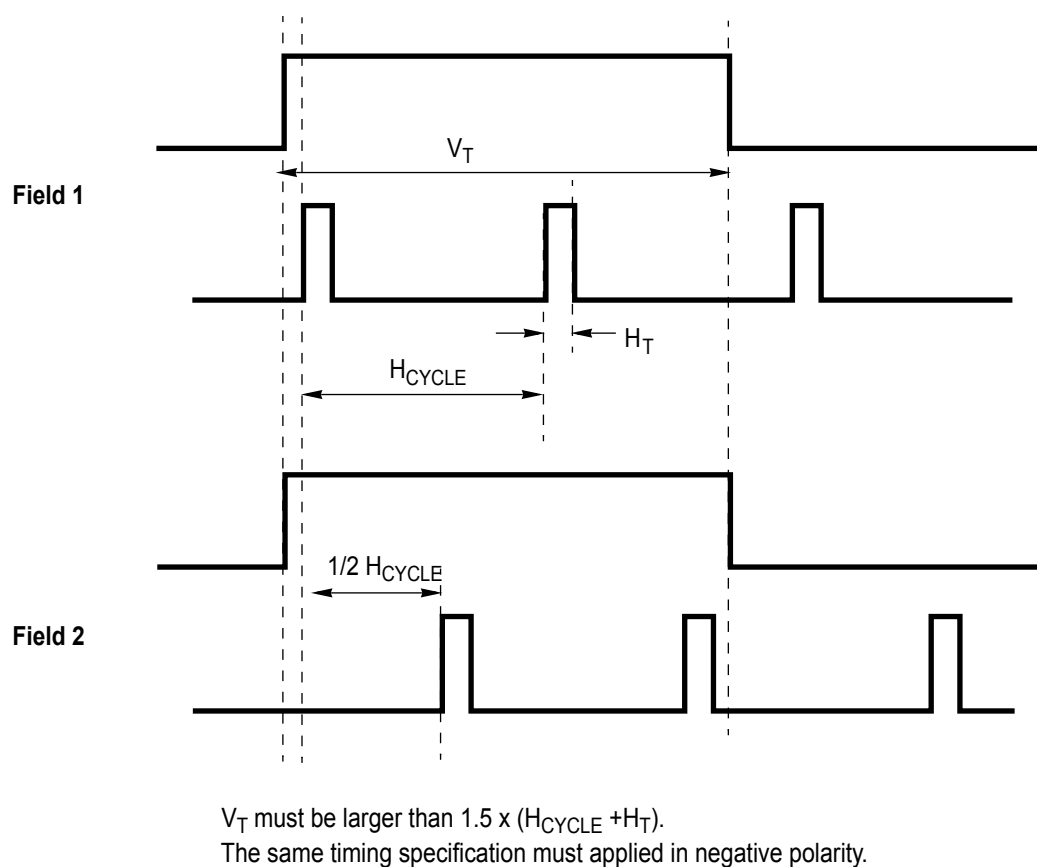 V_T
Field 1
H_T
H_CYCLE
1/2 H_CYCLE
Field 2
V_T must be larger than 1.5 x (H_CYCLE +H_T).
The same timing specification must applied in negative polarity.